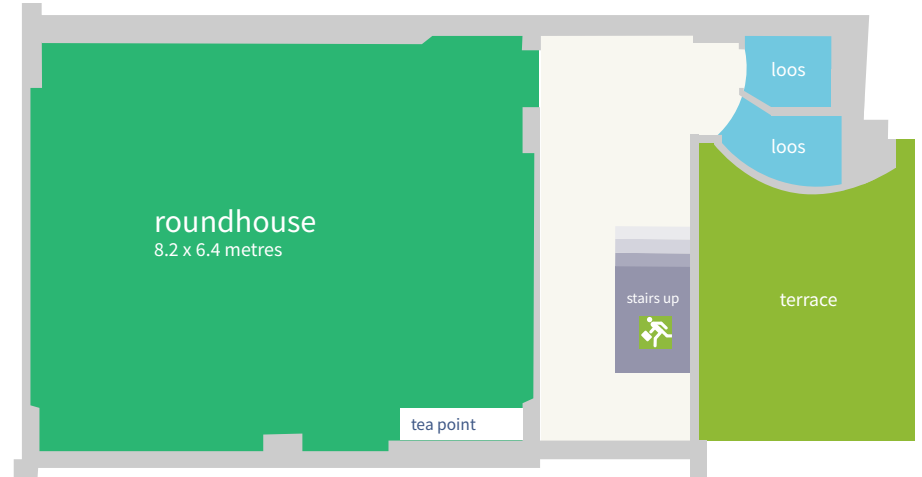 loos
loos
roundhouse
8.2 x 6.4 metres
stairs up
terrace
tea point